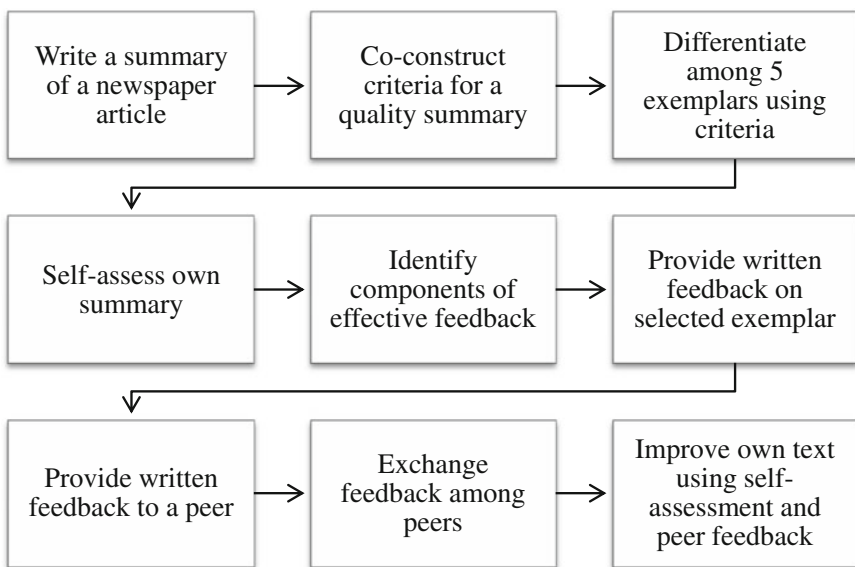 Write a summary
of a newspaper
article
Co-construct
criteria for a
quality summary
Differentiate
among 5
exemplars using
criteria
Self-assess own
summary
Identify
components of
effective feedback
Provide written
feedback on
selected exemplar
Provide written
feedback to a peer
Exchange
feedback among
peers
Improve own text
using self-
assessment and
peer feedback